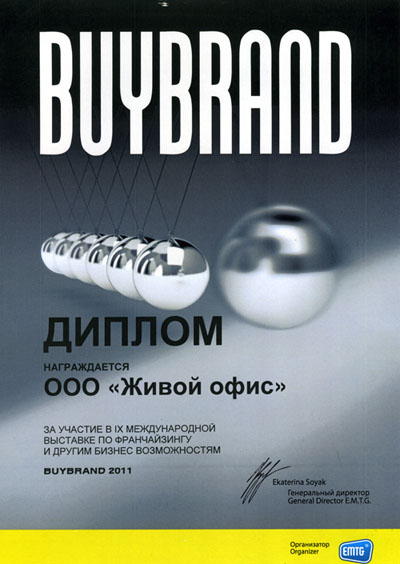 BUYBRAND
ДИПЛОМ
НАГРАЖДАЕТСЯ
ООО «Живой офис»
ЗА УЧАСТИЕ В IX МЕЖДУНАРОДНОЙ
ВЫСТАВКЕ ПО ФРАНЧАЙЗИНГУ
И ДРУГИМ БИЗНЕС ВОЗМОЖНОСТЯМ
BUYBRAND 2011
Ekaterina Soyak
Генеральный директор
General Director E.M.T.G.
Организатор
Organizer
EMTG